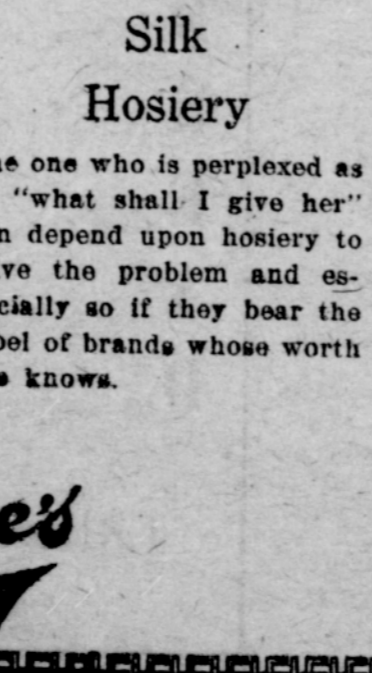 Silk
Hosiery
one who is perplexed as
"what shall I give her"
depend upon hosiery to
the problem and es-
so if they bear the
of brands whose worth
knows.